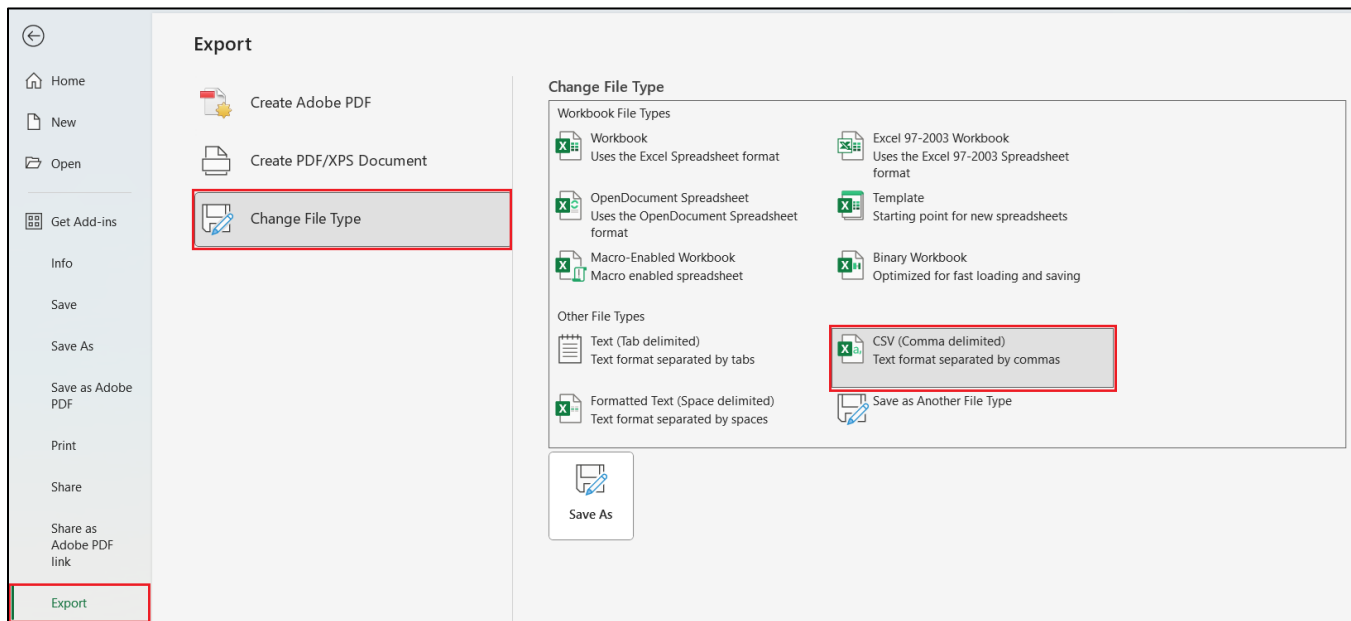 Home
New
Open
Get Add-ins
Info
Save
Save As
Save as Adobe
PDF
Print
Share
Share as
Adobe PDF
link
Export
Export
Create Adobe PDF
Create PDF/XPS Document
Change File Type
Change File Type
Workbook File Types
Workbook
Uses the Excel Spreadsheet format
Excel 97-2003 Workbook
Uses the Excel 97-2003 Spreadsheet
format
OpenDocument Spreadsheet
Uses the OpenDocument Spreadsheet
format
Template
Starting point for new spreadsheets
Macro-Enabled Workbook
Macro enabled spreadsheet
Binary Workbook
Optimized for fast loading and saving
Other File Types
Text (Tab delimited)
Text format separated by tabs
CSV (Comma delimited)
Text format separated by commas
Formatted Text (Space delimited)
Text format separated by spaces
Save as Another File Type
Save As